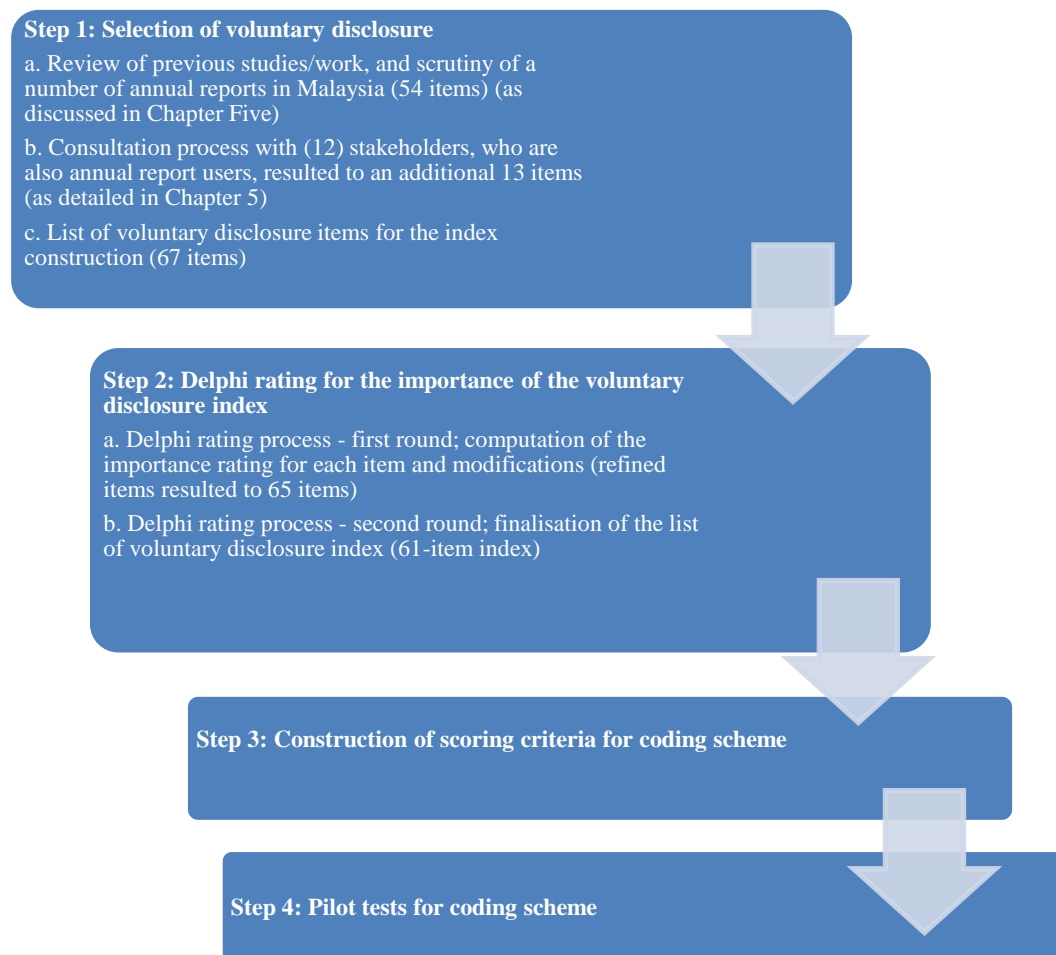 Step 1: Selection of voluntary disclosure
a. Review of previous studies/work, and scrutiny of a
number of annual reports in Malaysia (54 items) (as
discussed in Chapter Five)
b. Consultation process with (12) stakeholders, who are
also annual report users, resulted to an additional 13 items
(as detailed in Chapter 5)
c. List of voluntary disclosure items for the index
construction (67 items)
Step 2: Delphi rating for the importance of the voluntary
disclosure index
a. Delphi rating process - first round; computation of the
importance rating for each item and modifications (refined
items resulted to 65 items)
b. Delphi rating process - second round; finalisation of the list
of voluntary disclosure index (61-item index)
Step 3: Construction of scoring criteria for coding scheme
Step 4: Pilot tests for coding scheme